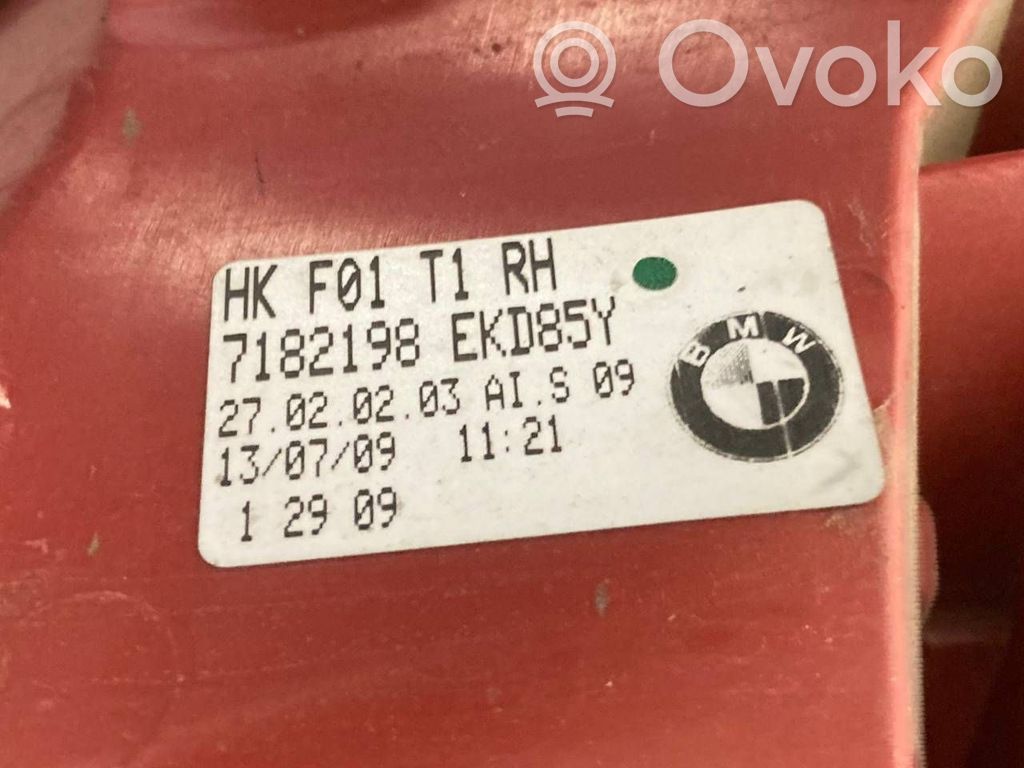 Ovoko
HK F01 T1 RH
7182198 EKD85Y
27.02.02.03 AI.S 09
13/07/09 11:21
1 29 09
BMW